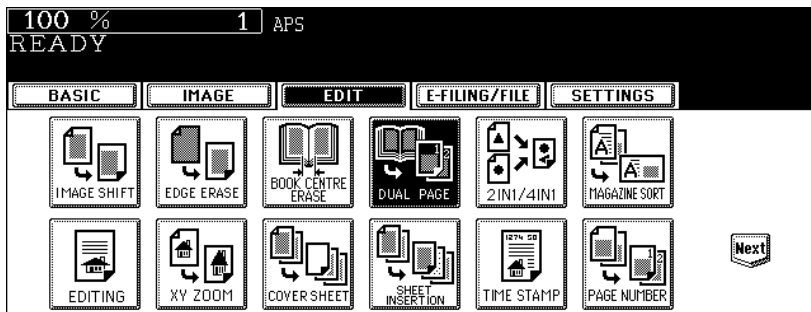 100 % 1 APS
READY
BASIC IMAGE EDIT E-FILING/FILE SETTINGS
IMAGE SHIFT EDGE ERASE BOOK CENTRE ERASE DUAL PAGE 2IN1/4IN1 MAGAZINE SORT
EDITING XY ZOOM COVER SHEET SHEET INSERTION TIME STAMP PAGE NUMBER
Next